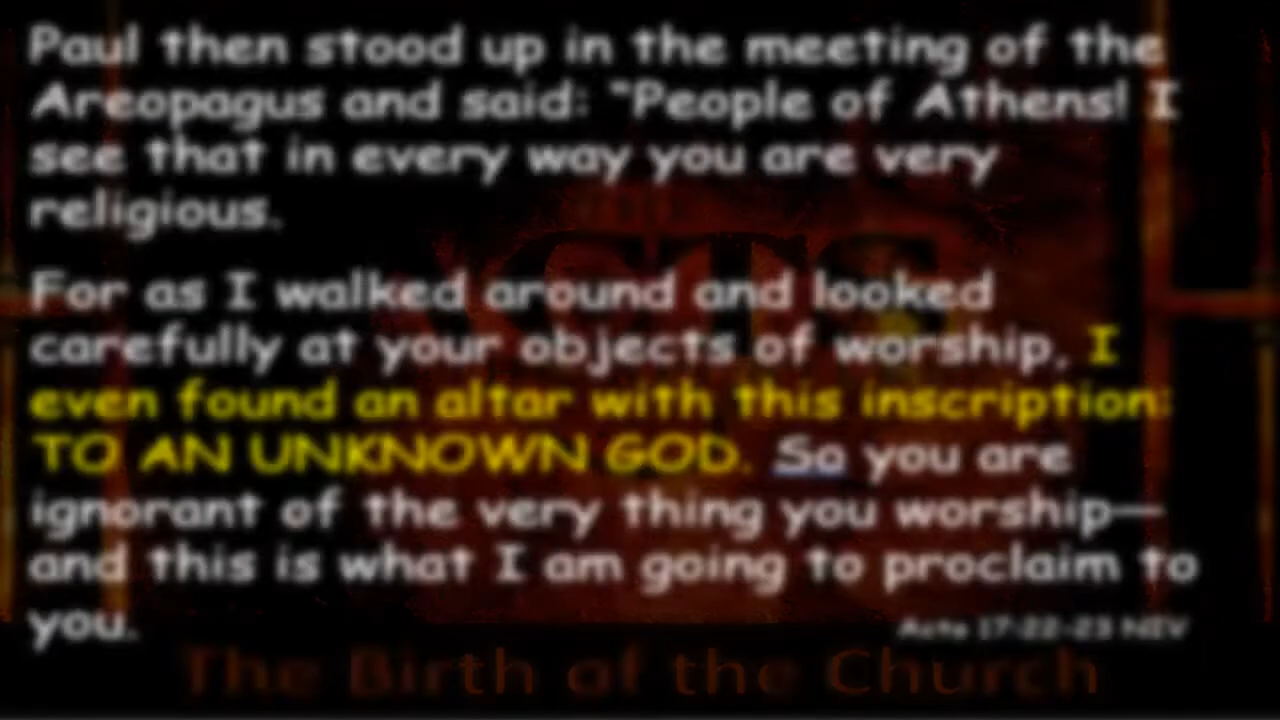 Paul then stood up in the meeting of the
Areopagus and said: “People of Athens! I
see that in every way you are very
religious.
For as I walked around and looked
carefully at your objects of worship, I
even found an altar with this inscription:
TO AN UNKNOWN GOD. So you are
ignorant of the very thing you worship—
and this is what I am going to proclaim to
you.
Acts 17:22-23 NIV
ACTS
The Birth of the Church